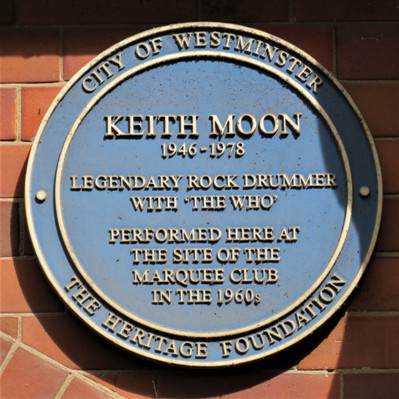 CITY OF WESTMINSTER
KEITH MOON
1946-1978
LEGENDARY ROCK DRUMMER
WITH 'THE WHO'
PERFORMED HERE AT
THE SITE OF THE
MARQUEE CLUB
IN THE 1960s
THE HERITAGE FOUNDATION